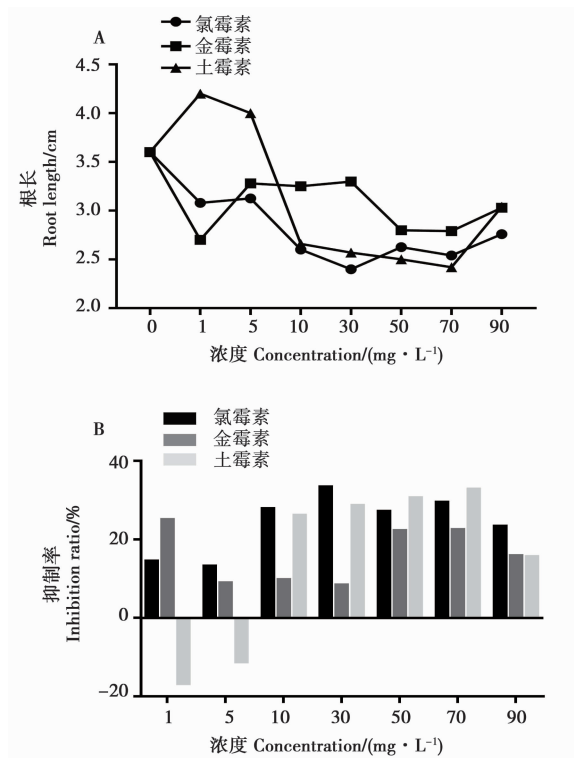 A
氯霉素
金霉素
土霉素
4.5
4.0
3.5
3.0
2.5
2.0
根长
Root length/cm
0 1 5 10 30 50 70 90
浓度 Concentration/(mg·L⁻¹)
B
氯霉素
金霉素
土霉素
40
20
0
−20
抑制率
Inhibition ratio/%
1 5 10 30 50 70 90
浓度 Concentration/(mg·L⁻¹)